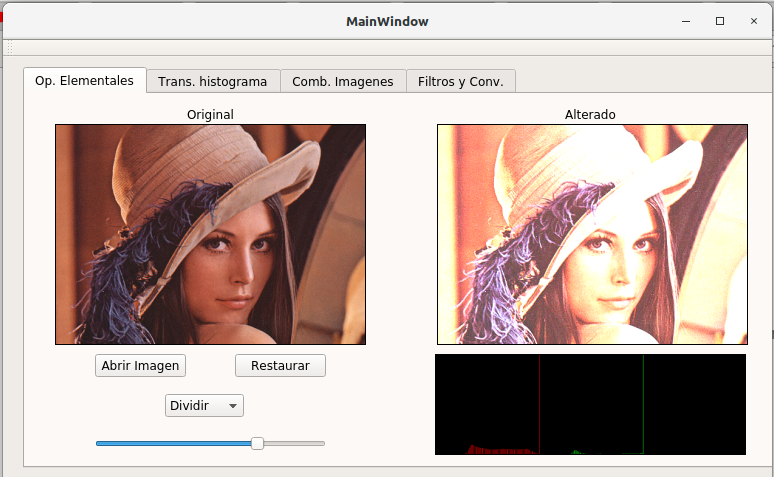 MainWindow
Op. Elementales
Trans. histograma
Comb. Imagenes
Filtros y Conv.
Original
Alterado
Abrir Imagen
Restaurar
Dividir